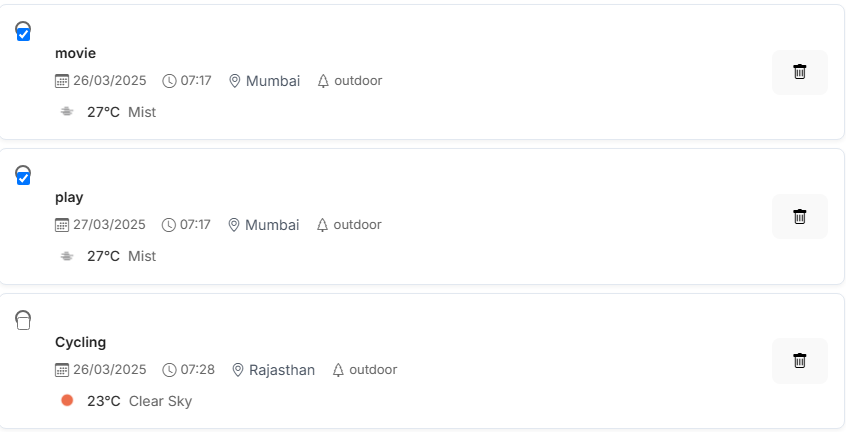 movie
26/03/2025 07:17 Mumbai outdoor
27°C Mist
play
27/03/2025 07:17 Mumbai outdoor
27°C Mist
Cycling
26/03/2025 07:28 Rajasthan outdoor
23°C Clear Sky